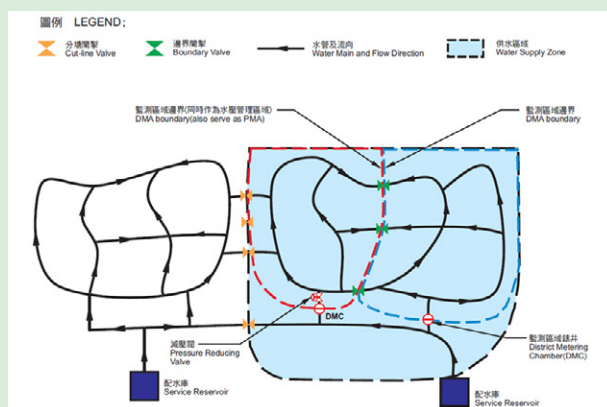 圖例 LEGEND:
分壩閘掣
Cut-line Valve
邊界閘掣
Boundary Valve
水管及流向
Water Main and Flow Direction
供水區域
Water Supply Zone
監測區域邊界(同時作為水壓管理區域)
DMA boundary(also serve as PMA)
監測區域邊界
DMA boundary
DMC
減壓閥
Pressure Reducing
Valve
監測區域錶井
District Metering
Chamber(DMC)
配水庫
Service Reservoir
配水庫
Service Reservoir